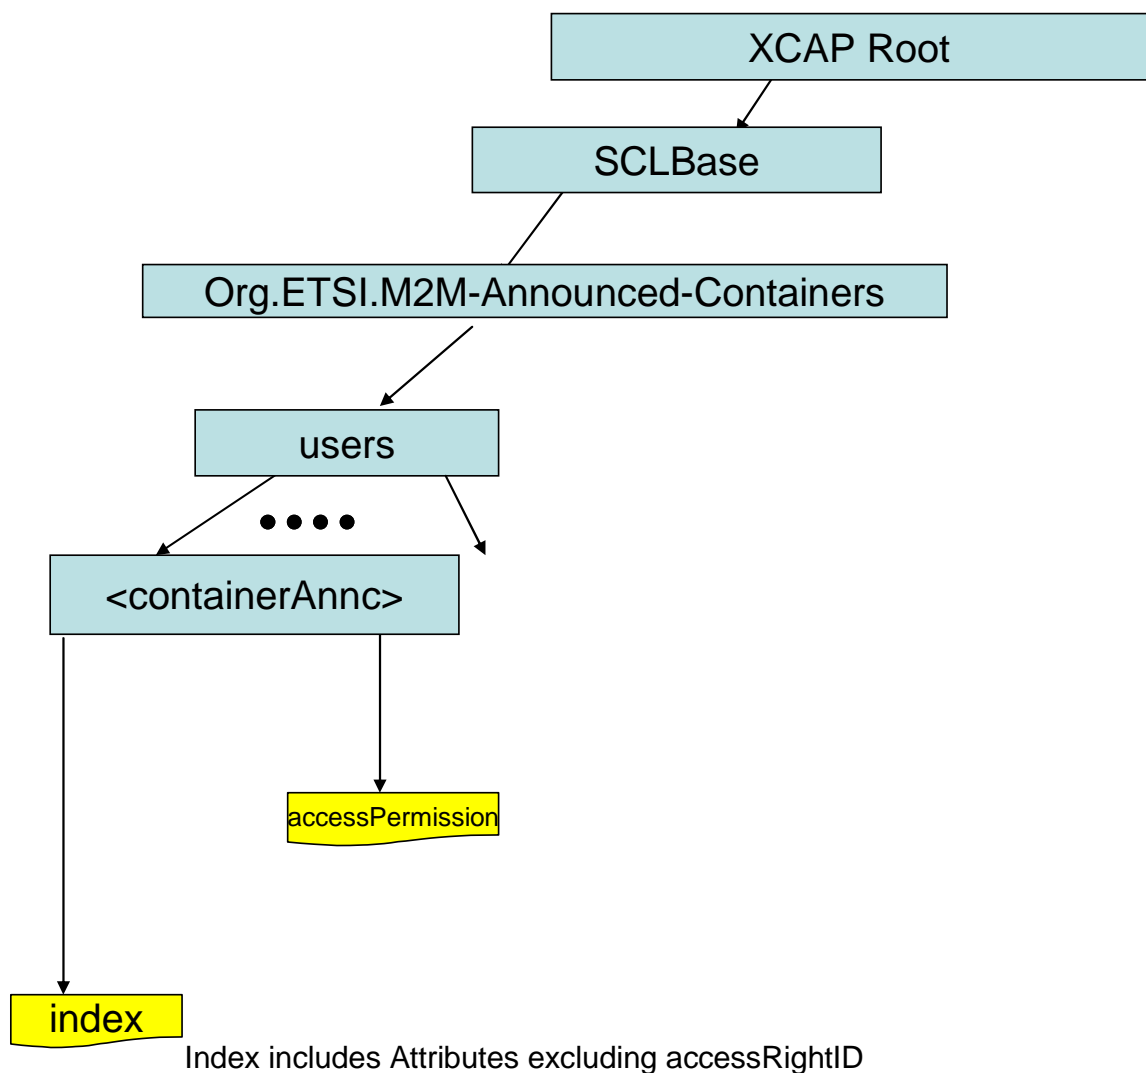 XCAP Root
SCLBase
Org.ETSI.M2M-Announced-Containers
users
<containerAnnc>
accessPermission
index
Index includes Attributes excluding accessRightID